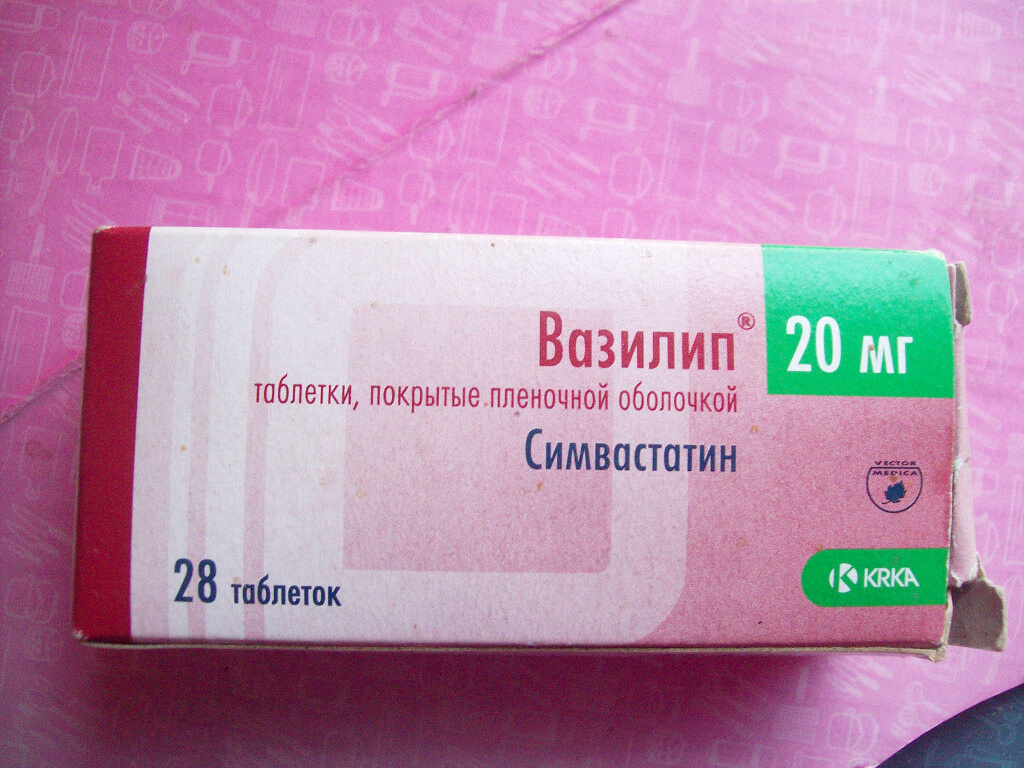 Вазилип®
20 мг
таблетки, покрытые пленочной оболочкой
Симвастатин
VECTOR
MEDICA
KRKA
28 таблеток